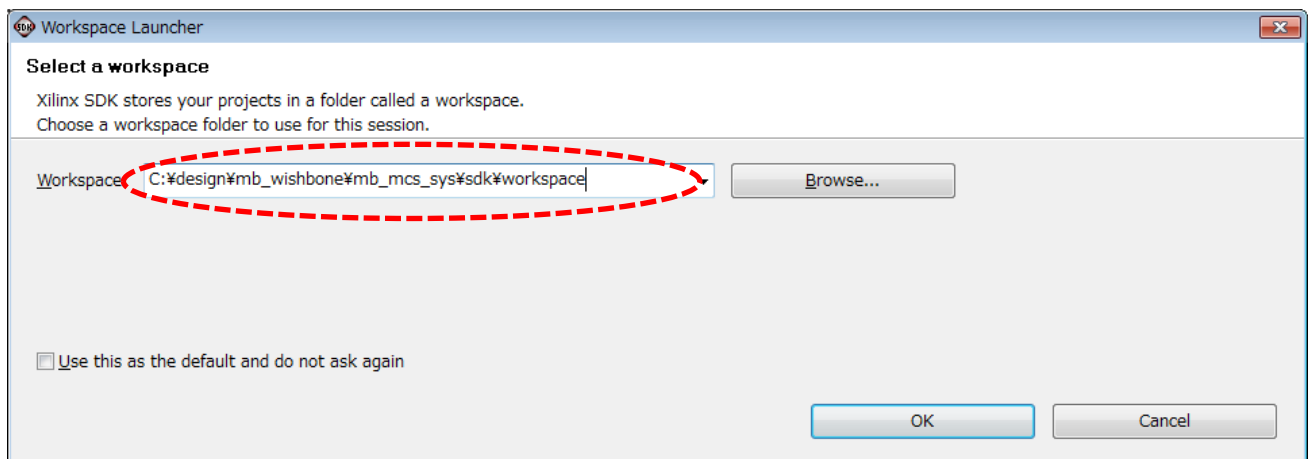 SDK Workspace Launcher
Select a workspace
Xilinx SDK stores your projects in a folder called a workspace.
Choose a workspace folder to use for this session.
Workspace: C:¥design¥mb_wishbone¥mb_mcs_sys¥sdk¥workspace Browse...
Use this as the default and do not ask again
OK Cancel